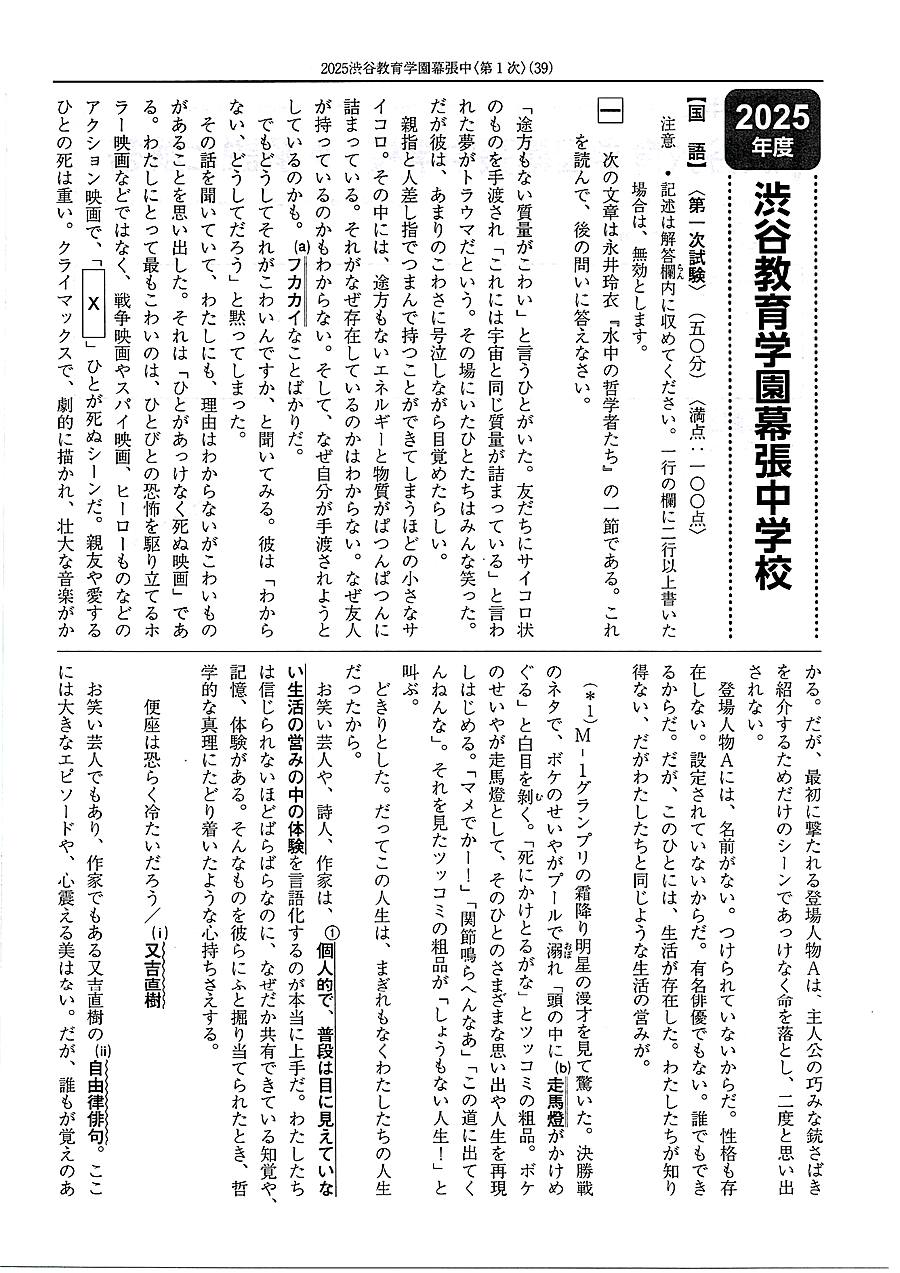 2025渋谷教育学園幕張中〈第1次〉(39)
2025年度
渋谷教育学園幕張中学校
【国語】〈第一次試験〉(五〇分)〈満点:一〇〇点〉
注意 ・記述は解答欄内に収めてください。一行の欄に二行以上書いた
場合は、無効とします。
一 次の文章は永井玲衣『水中の哲学者たち』の一節である。これ
を読んで、後の問いに答えなさい。
「途方もない質量がこわい」と言うひとがいた。友だちにサイコロ状
のものを手渡され「これには宇宙と同じ質量が詰まっている」と言わ
れた夢がトラウマだという。その場にいたひとたちはみんな笑った。
だが彼は、あまりのこわさに号泣しながら目覚めたらしい。
親指と人差し指でつまんで持つことができてしまうほどの小さなサ
イコロ。その中には、途方もないエネルギーと物質がぱつんぱつんに
詰まっている。それがなぜ存在しているのかはわからない。なぜ友人
が持っているのかもわからない。そして、なぜ自分が手渡されようと
しているのかも。(a)フカカイなことばかりだ。
でもどうしてそれがこわいんですか、と聞いてみる。彼は「わから
ない、どうしてだろう」と黙ってしまった。
その話を聞いていて、わたしにも、理由はわからないがこわいもの
があることを思い出した。それは「ひとがあっけなく死ぬ映画」であ
る。わたしにとって最もこわいのは、ひとびとの恐怖を駆り立てるホ
ラー映画などではなく、戦争映画やスパイ映画、ヒーローものなどの
アクション映画で、「X」ひとが死ぬシーンだ。親友や愛する
ひとの死は重い。クライマックスで、劇的に描かれ、壮大な音楽がか
かる。だが、最初に撃たれる登場人物Aは、主人公の巧みな銃さばき
を紹介するためだけのシーンであっけなく命を落とし、二度と思い出
されない。
登場人物Aには、名前がない。つけられていないからだ。性格も存
在しない。設定されていないからだ。有名俳優でもない。誰でもでき
るからだ。だが、このひとには、生活が存在した。わたしたちが知り
得ない、だがわたしたちと同じような生活の営みが。
(*1)M-1グランプリの霜降り明星の漫才を見て驚いた。決勝戦
のネタで、ボケのせいやがプールで溺れ「頭の中に(b)走馬燈がかけめ
ぐる」と白目を剝く。「死にかけとるがな」とツッコミの粗品。ボケ
のせいやが走馬燈として、そのひとのさまざまな思い出や人生を再現
しはじめる。「マメでかー!」「関節鳴らへんなあ」「この道に出てく
んねんな」。それを見たツッコミの粗品が「しょうもない人生!」と
叫ぶ。
どきりとした。だってこの人生は、まぎれもなくわたしたちの人生
だったから。
お笑い芸人や、詩人、作家は、①個人的で、普段は目に見えていな
い生活の営みの中の体験を言語化するのが本当に上手だ。わたしたち
は信じられないほどばらばらなのに、なぜだか共有できている知覚や、
記憶、体験がある。そんなものを彼らにふと掘り当てられたとき、哲
学的な真理にたどり着いたような心持ちさえする。
便座は恐らく冷たいだろう/(i)又吉直樹
お笑い芸人でもあり、作家でもある又吉直樹の(ii)自由律俳句。ここ
には大きなエピソードや、心震える美はない。だが、誰もが覚えのあ